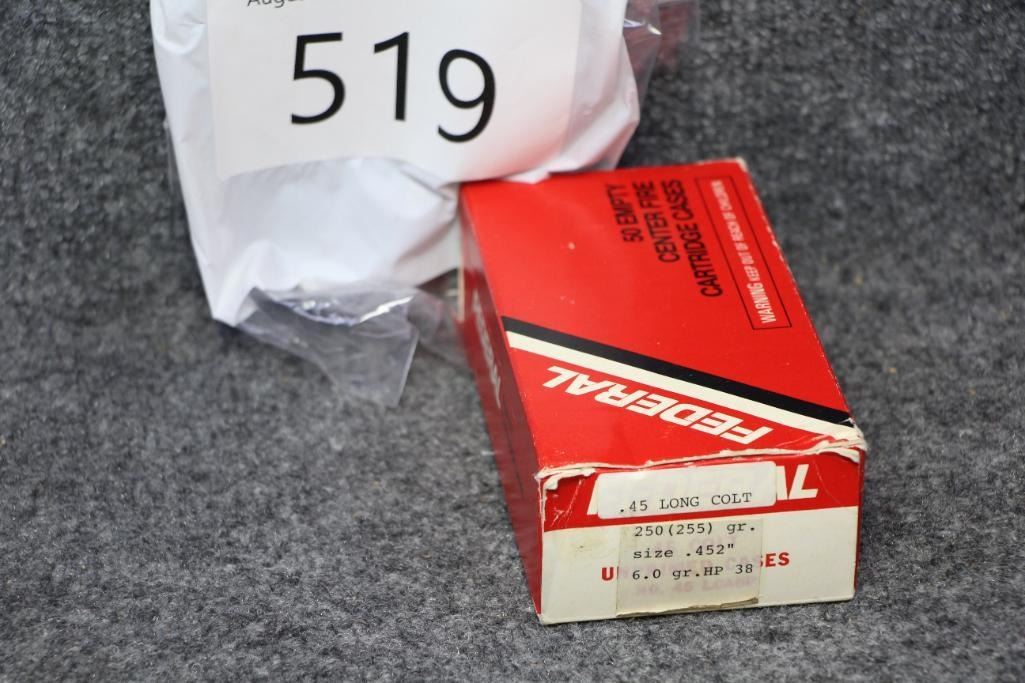 519
50 EMPTY
CENTER FIRE
CARTRIDGE CASES
WARNING KEEP OUT OF REACH OF CHILDREN
FEDERAL
.45 LONG COLT
250(255) gr.
size .452"
6.0 gr.HP 38